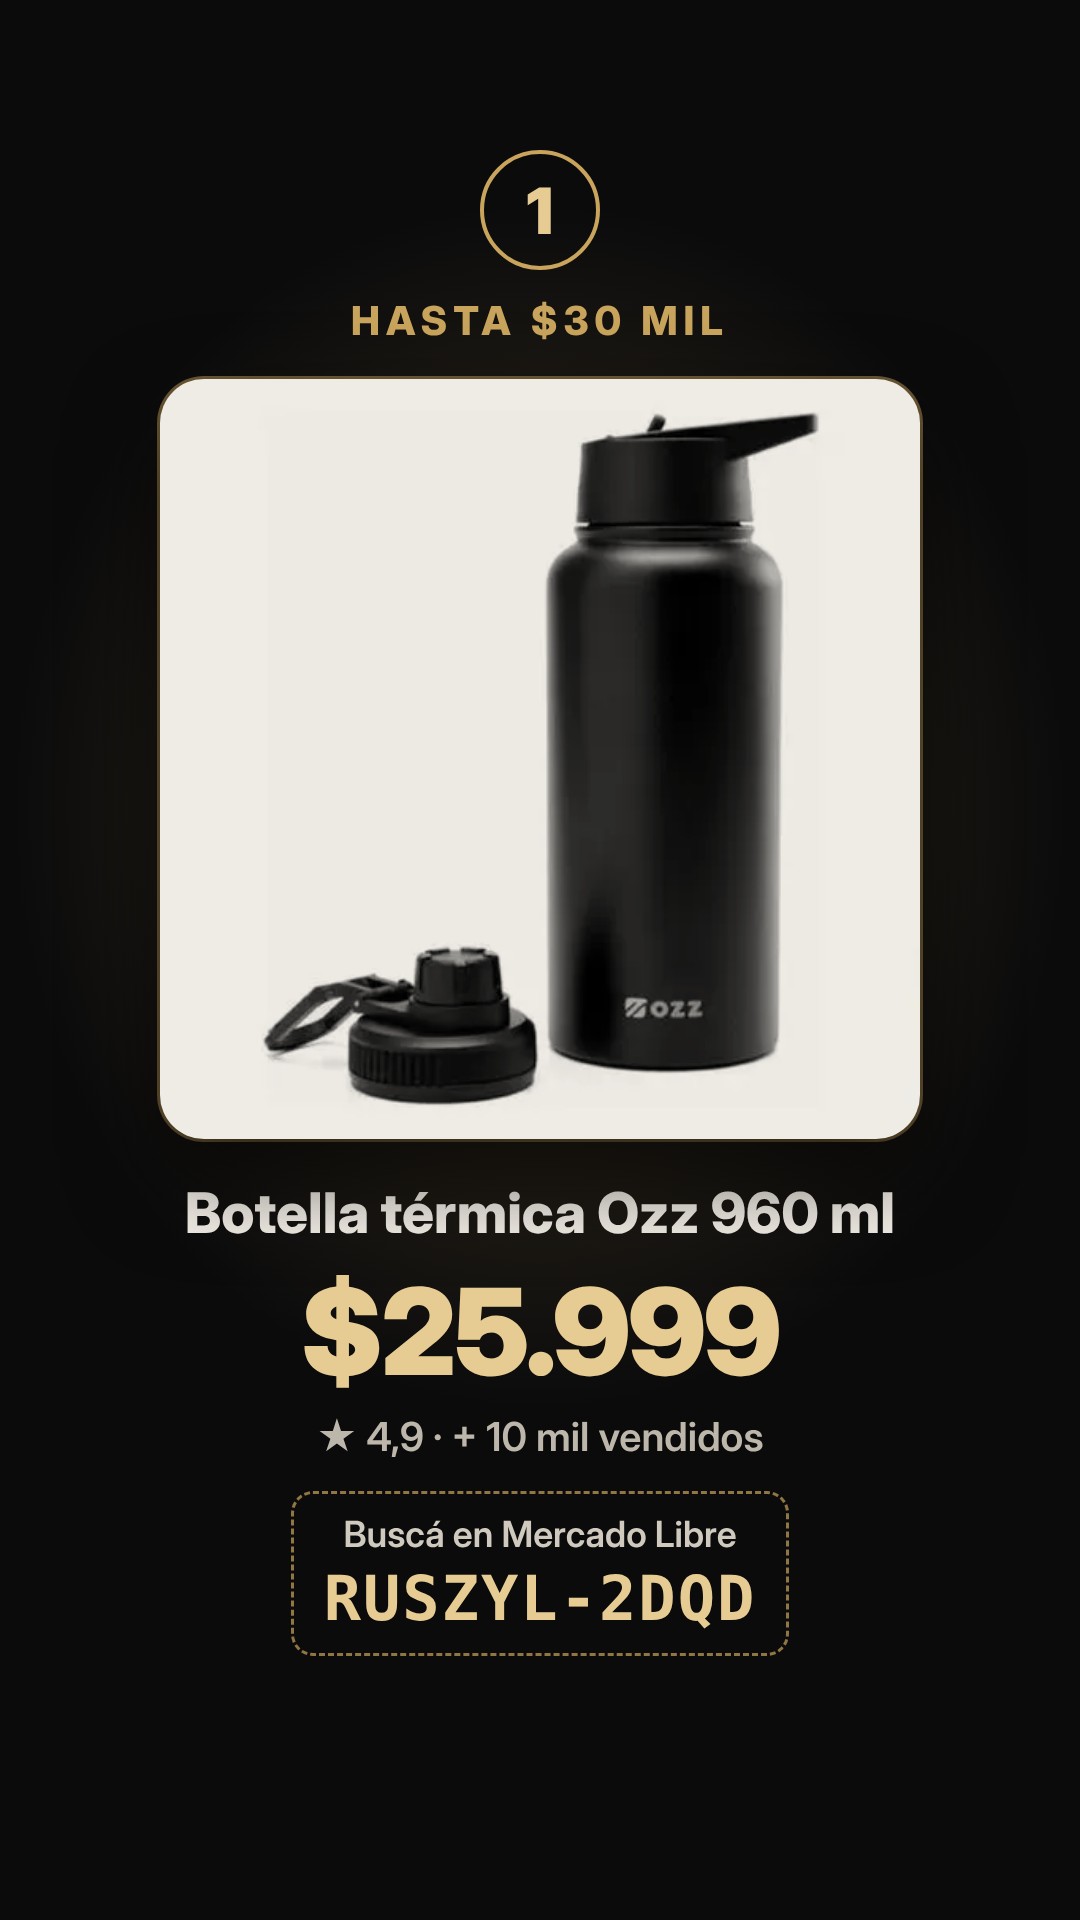 1
HASTA $30 MIL
OZZ
Botella térmica Ozz 960 ml
$25.999
★ 4,9 · + 10 mil vendidos
Buscá en Mercado Libre
RUSZYL-2DQD